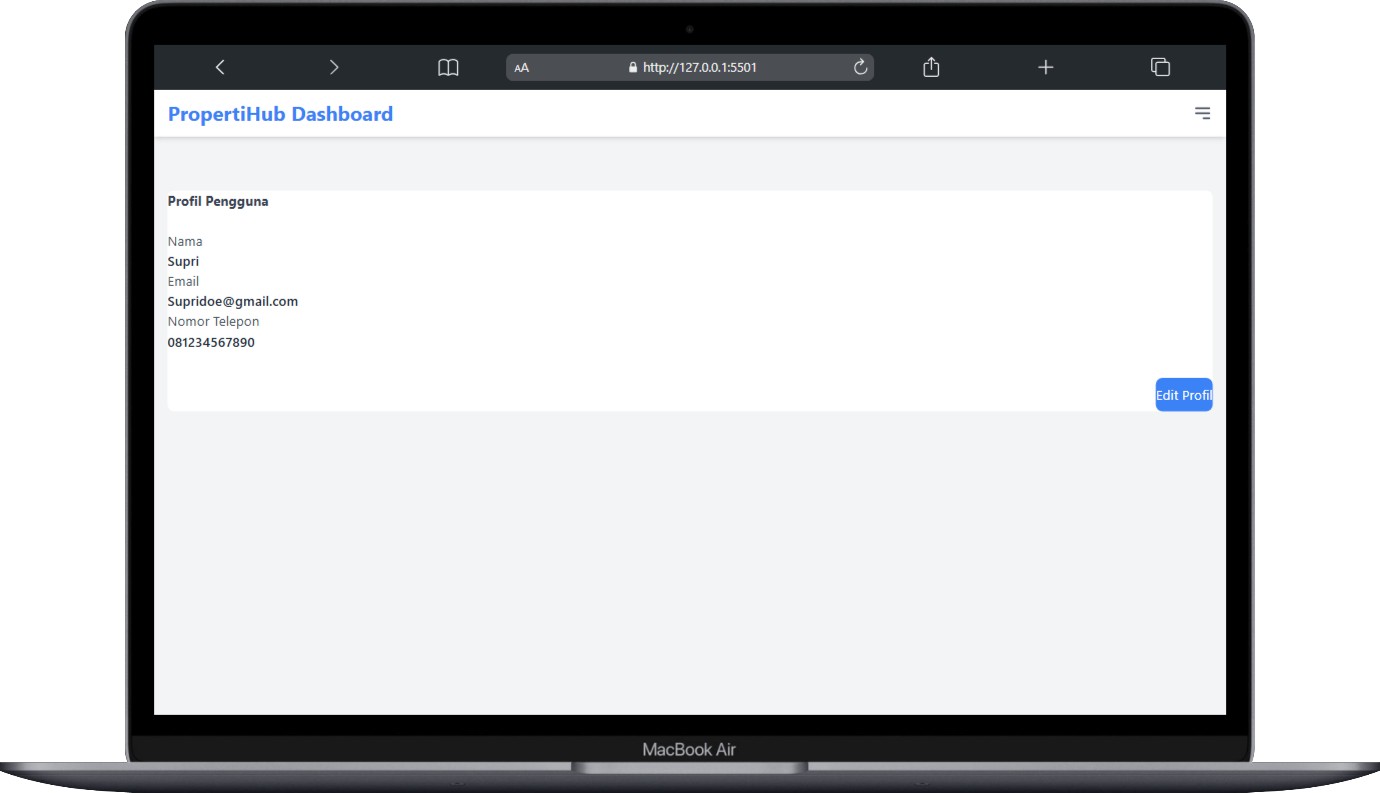 AA
http://127.0.0.1:5501
PropertiHub Dashboard
Profil Pengguna
Nama
Supri
Email
Supridoe@gmail.com
Nomor Telepon
081234567890
Edit Profil
MacBook Air